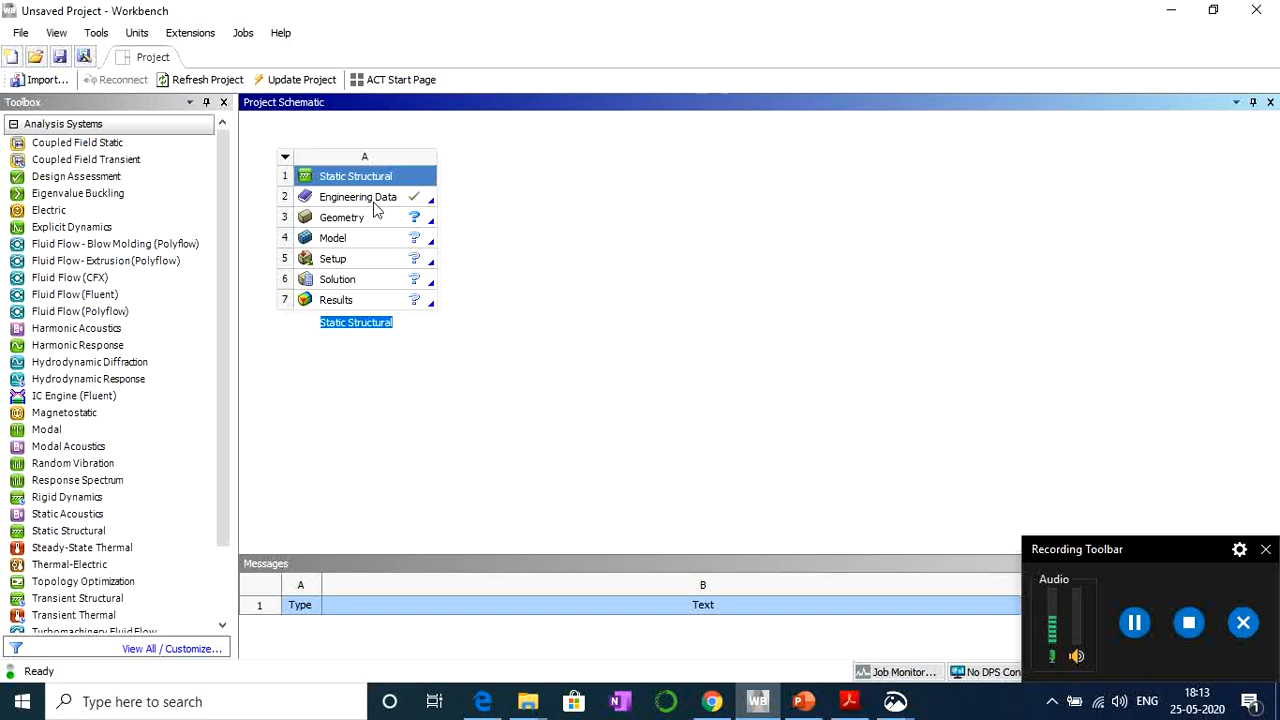 Unsaved Project - Workbench
File View Tools Units Extensions Jobs Help
Project
Import... Reconnect Refresh Project Update Project ACT Start Page
Toolbox
Analysis Systems
Coupled Field Static
Coupled Field Transient
Design Assessment
Eigenvalue Buckling
Electric
Explicit Dynamics
Fluid Flow - Blow Molding (Polyflow)
Fluid Flow - Extrusion (Polyflow)
Fluid Flow (CFX)
Fluid Flow (Fluent)
Fluid Flow (Polyflow)
Harmonic Acoustics
Harmonic Response
Hydrodynamic Diffraction
Hydrodynamic Response
IC Engine (Fluent)
Magnetostatic
Modal
Modal Acoustics
Random Vibration
Response Spectrum
Rigid Dynamics
Static Acoustics
Static Structural
Steady-State Thermal
Thermal-Electric
Topology Optimization
Transient Structural
Transient Thermal
Turbomachinery Fluid Flow
View All / Customize...
Project Schematic
A
1 Static Structural
2 Engineering Data
3 Geometry
4 Model
5 Setup
6 Solution
7 Results
Static Structural
Messages
A B
1 Type Text
Recording Toolbar
Audio
Ready
Job Monitor... No DPS Con
Type here to search
WB
ENG
18:13
25-05-2020
1